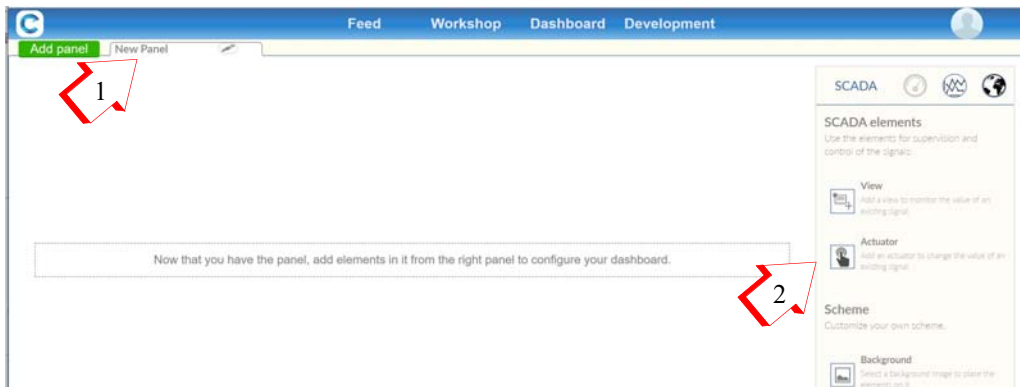 Feed Workshop Dashboard Development
Add panel New Panel
1
SCADA
SCADA elements
Use the elements for supervision and
control of the signals.
View
Add a view to monitor the value of an
existing signal.
Actuator
Add an actuator to change the value of an
existing signal.
Now that you have the panel, add elements in it from the right panel to configure your dashboard.
2
Scheme
Customize your own scheme.
Background
Select a background image to place the
elements on it.